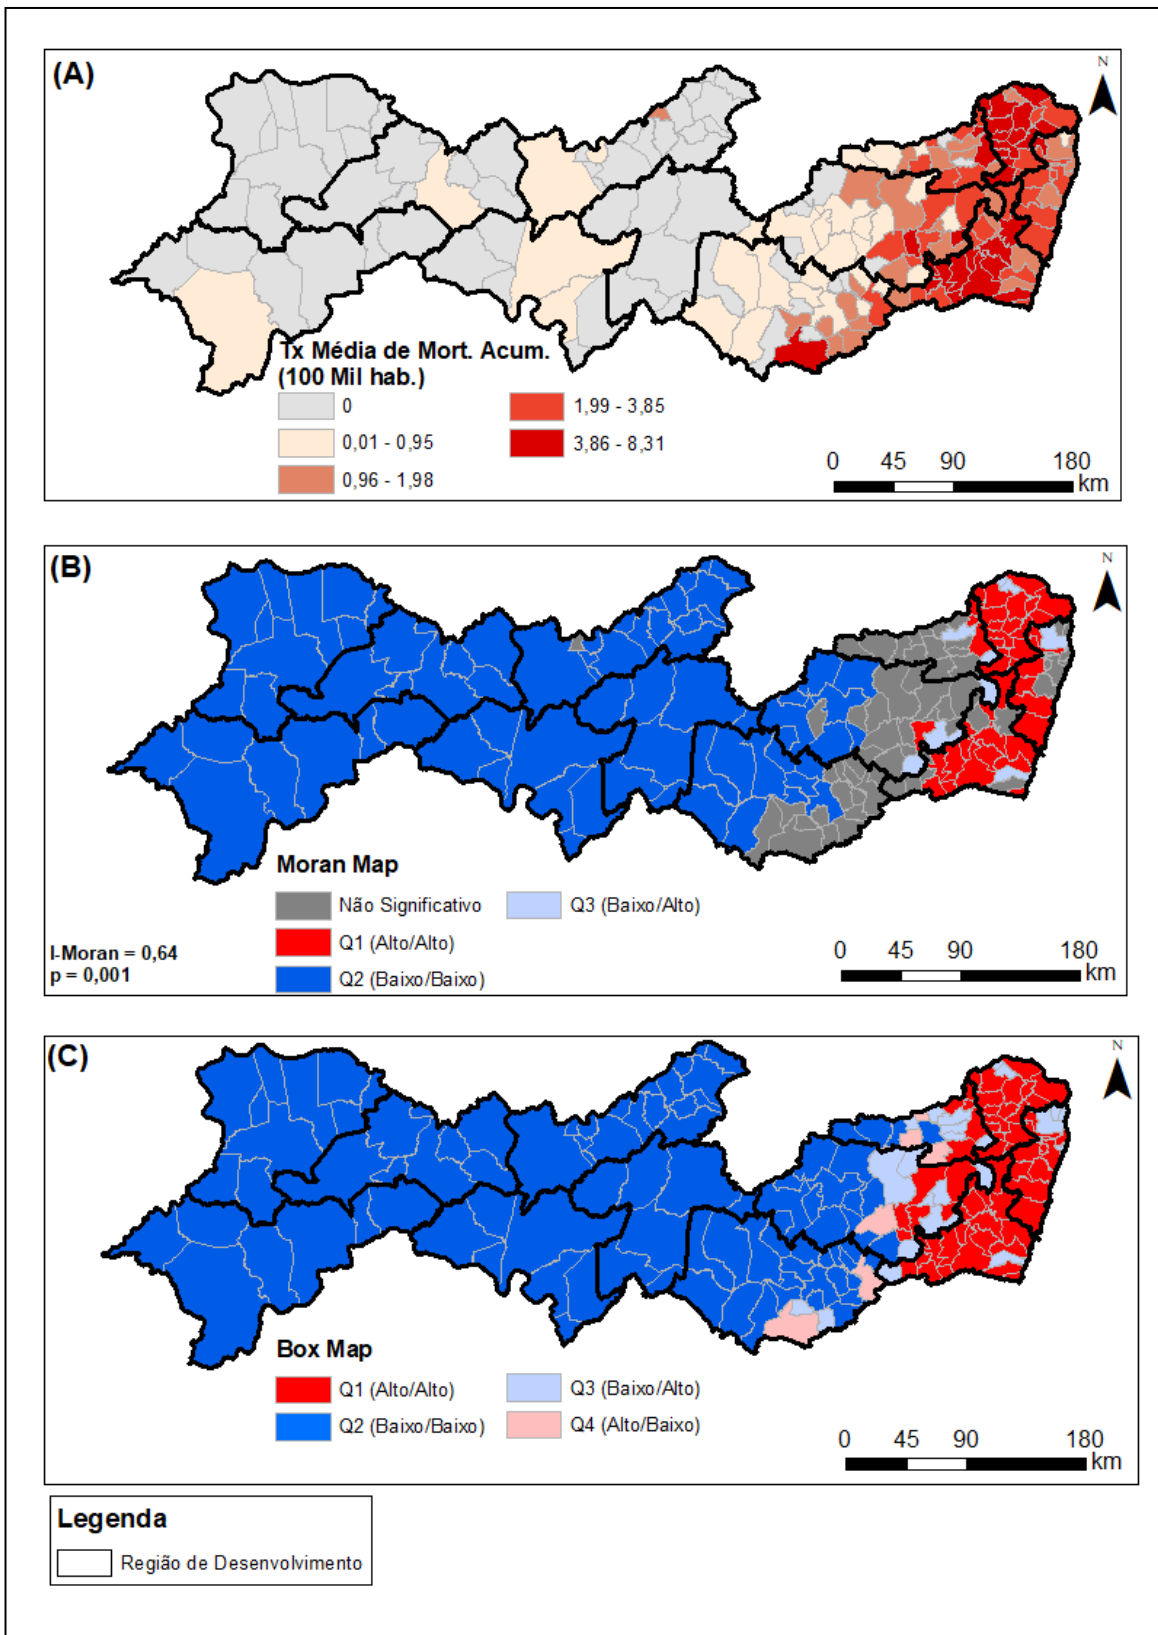 (A)
N
Tx Média de Mort. Acum.
(100 Mil hab.)
0
1,99 - 3,85
0,01 - 0,95
3,86 - 8,31
0,96 - 1,98
0 45 90 180
km
(B)
N
Moran Map
Não Significativo
Q3 (Baixo/Alto)
Q1 (Alto/Alto)
Q2 (Baixo/Baixo)
I-Moran = 0,64
p = 0,001
0 45 90 180
km
(C)
N
Box Map
Q1 (Alto/Alto)
Q3 (Baixo/Alto)
Q2 (Baixo/Baixo)
Q4 (Alto/Baixo)
0 45 90 180
km
Legenda
Região de Desenvolvimento